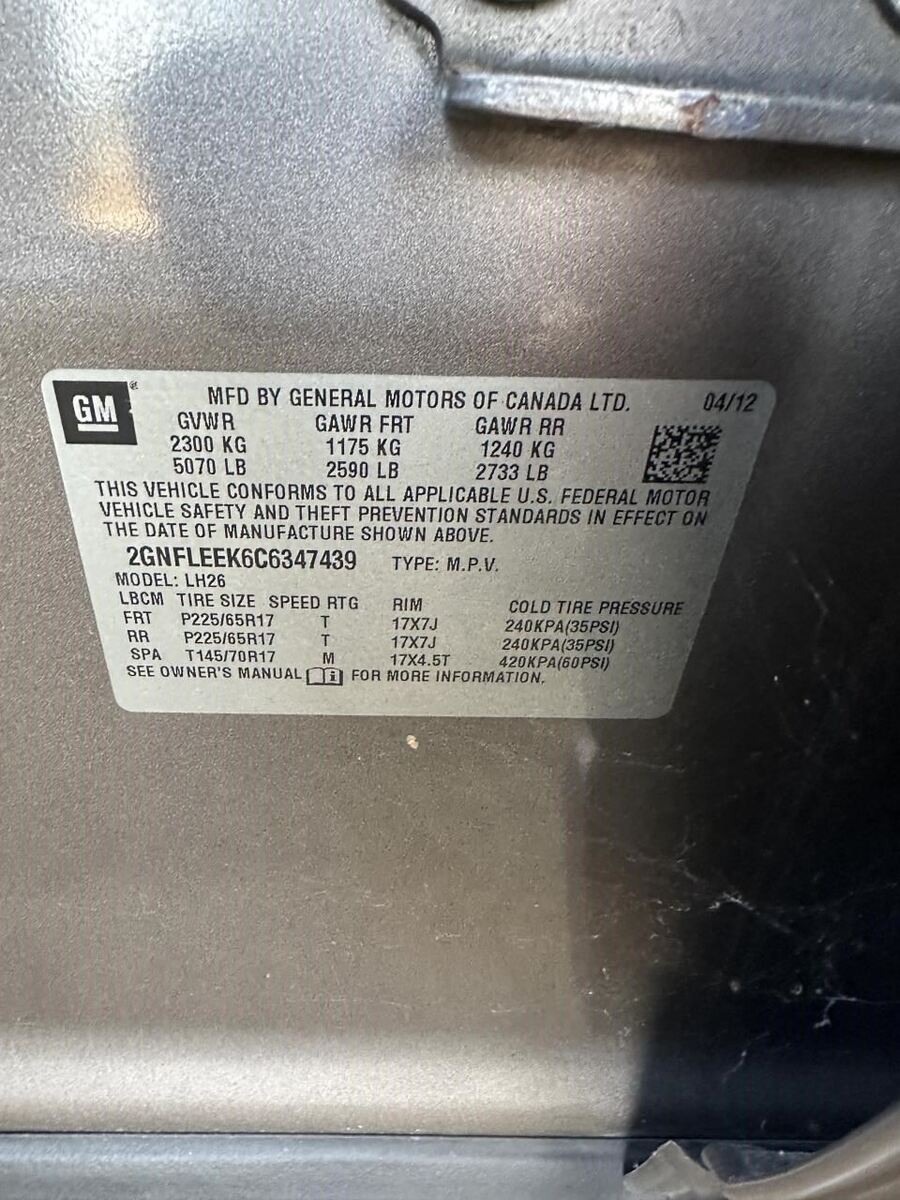 GM
MFD BY GENERAL MOTORS OF CANADA LTD. 04/12
GVWR GAWR FRT GAWR RR
2300 KG 1175 KG 1240 KG
5070 LB 2590 LB 2733 LB
THIS VEHICLE CONFORMS TO ALL APPLICABLE U.S. FEDERAL MOTOR
VEHICLE SAFETY AND THEFT PREVENTION STANDARDS IN EFFECT ON
THE DATE OF MANUFACTURE SHOWN ABOVE.
2GNFLEEK6C6347439 TYPE: M.P.V.
MODEL: LH26
LBCM TIRE SIZE SPEED RTG RIM COLD TIRE PRESSURE
FRT P225/65R17 T 17X7J 240KPA(35PSI)
RR P225/65R17 T 17X7J 240KPA(35PSI)
SPA T145/70R17 M 17X4.5T 420KPA(60PSI)
SEE OWNER'S MANUAL i FOR MORE INFORMATION.